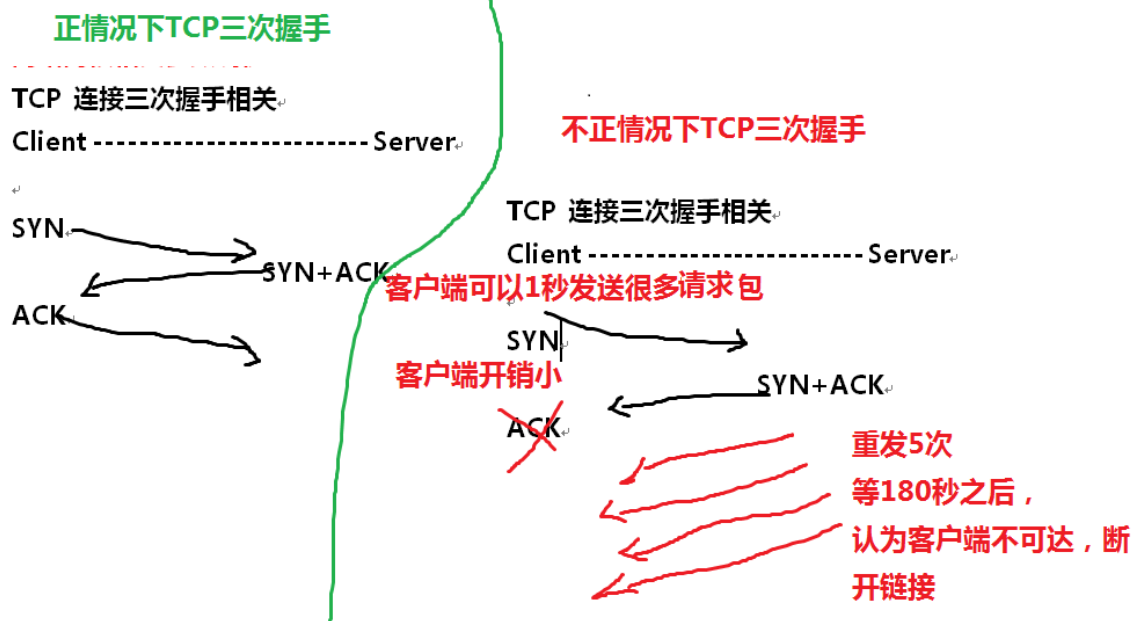 正情况下TCP三次握手
TCP 连接三次握手相关
Client ------------------------ Server
SYN
SYN+ACK
ACK
不正情况下TCP三次握手
TCP 连接三次握手相关
Client ------------------------ Server
客户端可以1秒发送很多请求包
SYN
客户端开销小
SYN+ACK
ACK
重发5次
等180秒之后，
认为客户端不可达，断
开链接